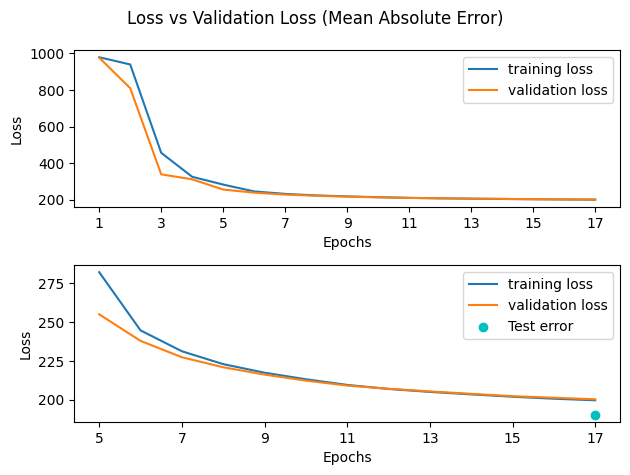 Loss vs Validation Loss (Mean Absolute Error)
1000
800
600
400
200
Loss
training loss
validation loss
1 3 5 7 9 11 13 15 17
Epochs
275
250
225
200
Loss
training loss
validation loss
Test error
5 7 9 11 13 15 17
Epochs